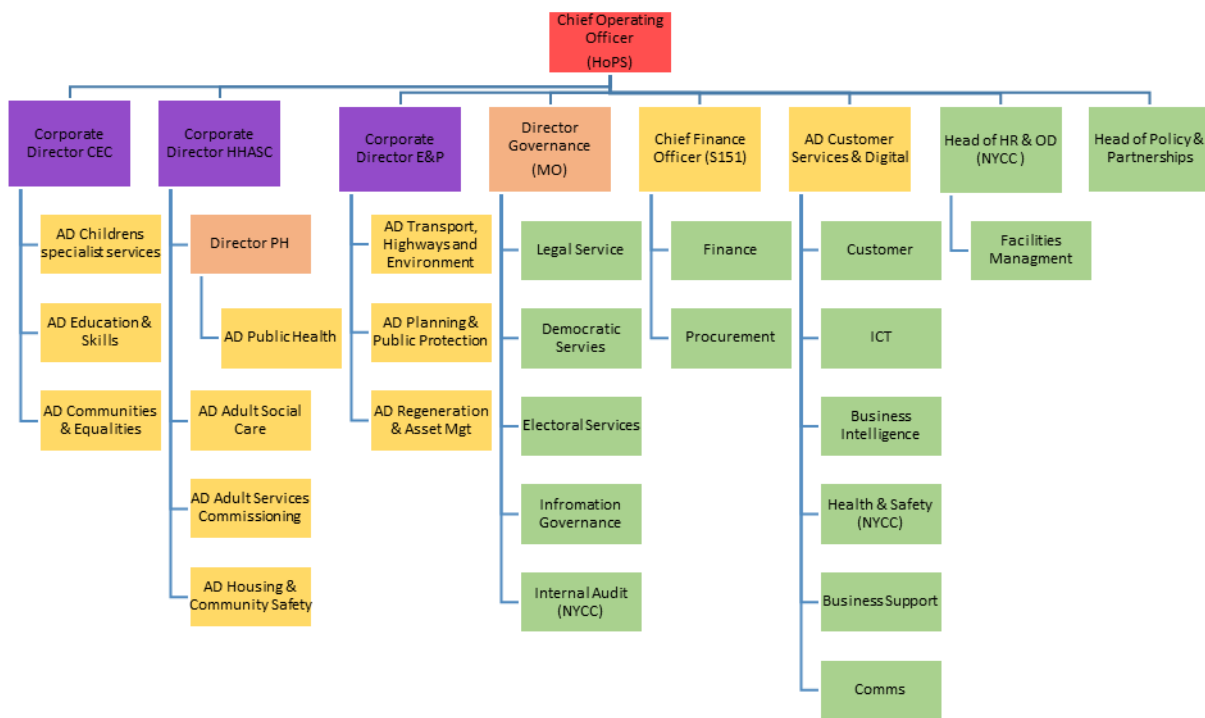 Chief Operating
Officer
(HoPS)
Corporate
Director CEC
Corporate
Director HHASC
Corporate
Director E&P
Director
Governance
(MO)
Chief Finance
Officer (S151)
AD Customer
Services & Digital
Head of HR & OD
(NYCC )
Head of Policy &
Partnerships
AD Childrens
specialist services
Director PH
AD Transport,
Highways and
Environment
Legal Service
Finance
Customer
Facilities
Managment
AD Education &
Skills
AD Public Health
AD Planning &
Public Protection
Democratic
Servies
Procurement
ICT
AD Communities
& Equalities
AD Adult Social
Care
AD Regeneration
& Asset Mgt
Electoral Services
Business
Intelligence
AD Adult Services
Commissioning
Infromation
Governance
Health & Safety
(NYCC)
AD Housing &
Community Safety
Internal Audit
(NYCC)
Business Support
Comms